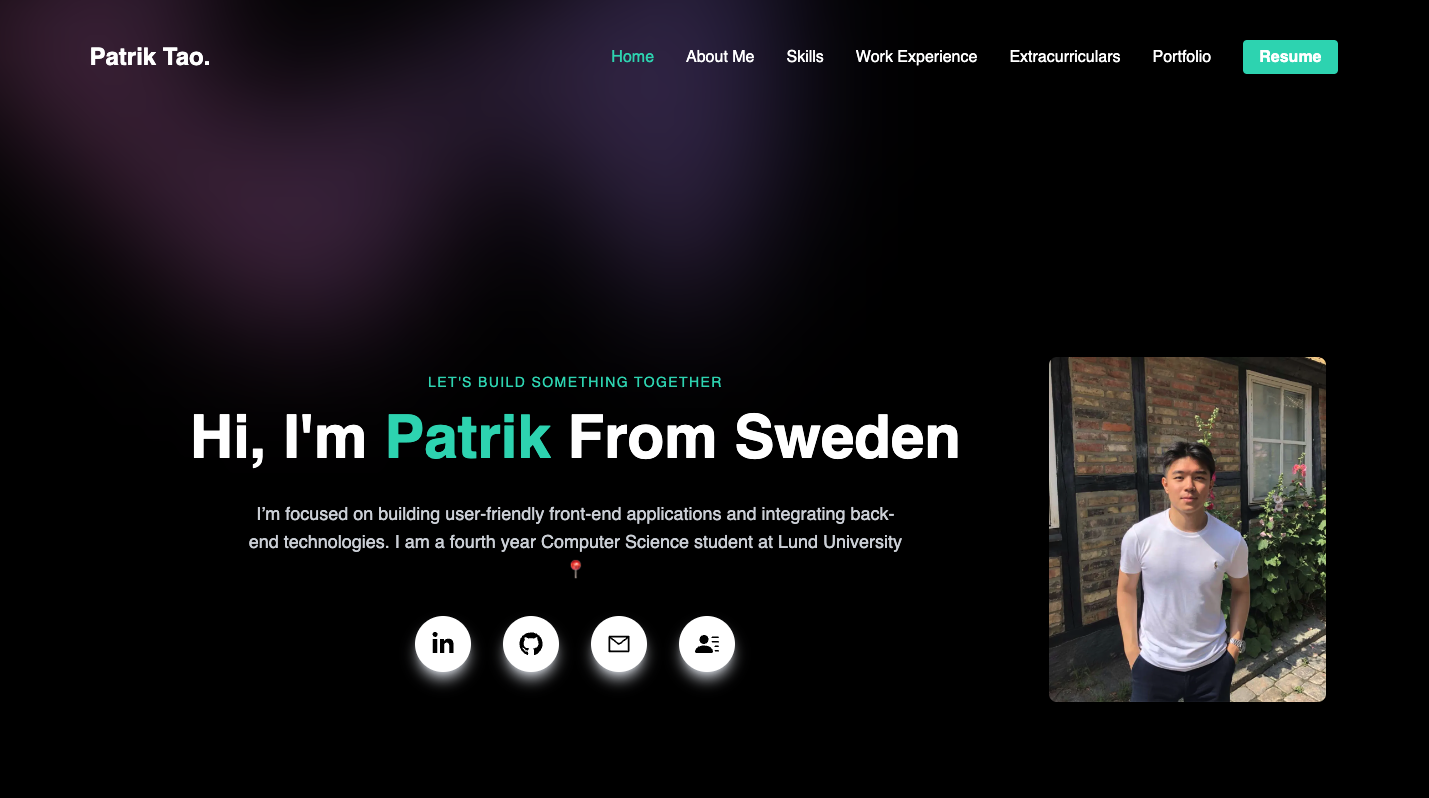 Patrik Tao.
Home About Me Skills Work Experience Extracurriculars Portfolio Resume
LET'S BUILD SOMETHING TOGETHER
Hi, I'm Patrik From Sweden
I’m focused on building user-friendly front-end applications and integrating back-
end technologies. I am a fourth year Computer Science student at Lund University
📍
in